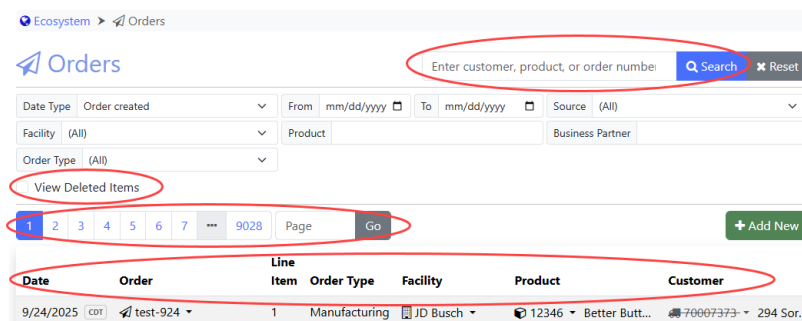 Ecosystem > Orders
Orders
Enter customer, product, or order number
Search
Reset
Date Type Order created From mm/dd/yyyy To mm/dd/yyyy Source (All)
Facility (All) Product Business Partner
Order Type (All)
View Deleted Items
1 2 3 4 5 6 7 ... 9028 Page Go + Add New
Line
Date Order Item Order Type Facility Product Customer
9/24/2025 CDT test-924 1 Manufacturing JD Busch 12346 Better Butt... 70007373 294 Sor.